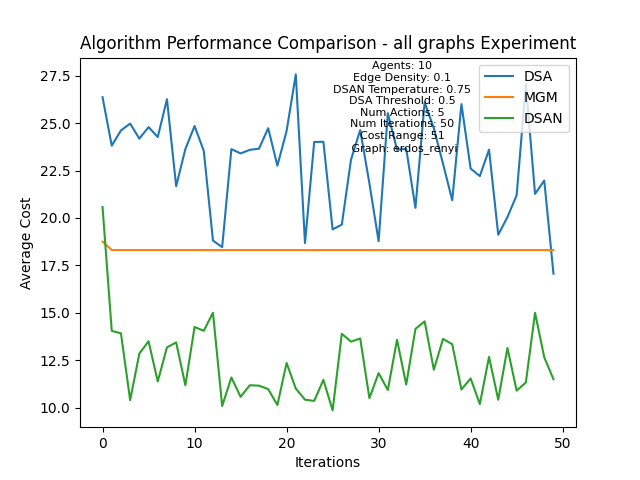 Algorithm Performance Comparison - all graphs Experiment
Agents: 10
Edge Density: 0.1
DSAN Temperature: 0.75
DSA Threshold: 0.5
Num Actions: 5
Num Iterations: 50
Cost Range: 51
Graph: erdos_renyi
DSA
MGM
DSAN
27.5
25.0
22.5
20.0
17.5
15.0
12.5
10.0
Average Cost
0 10 20 30 40 50
Iterations